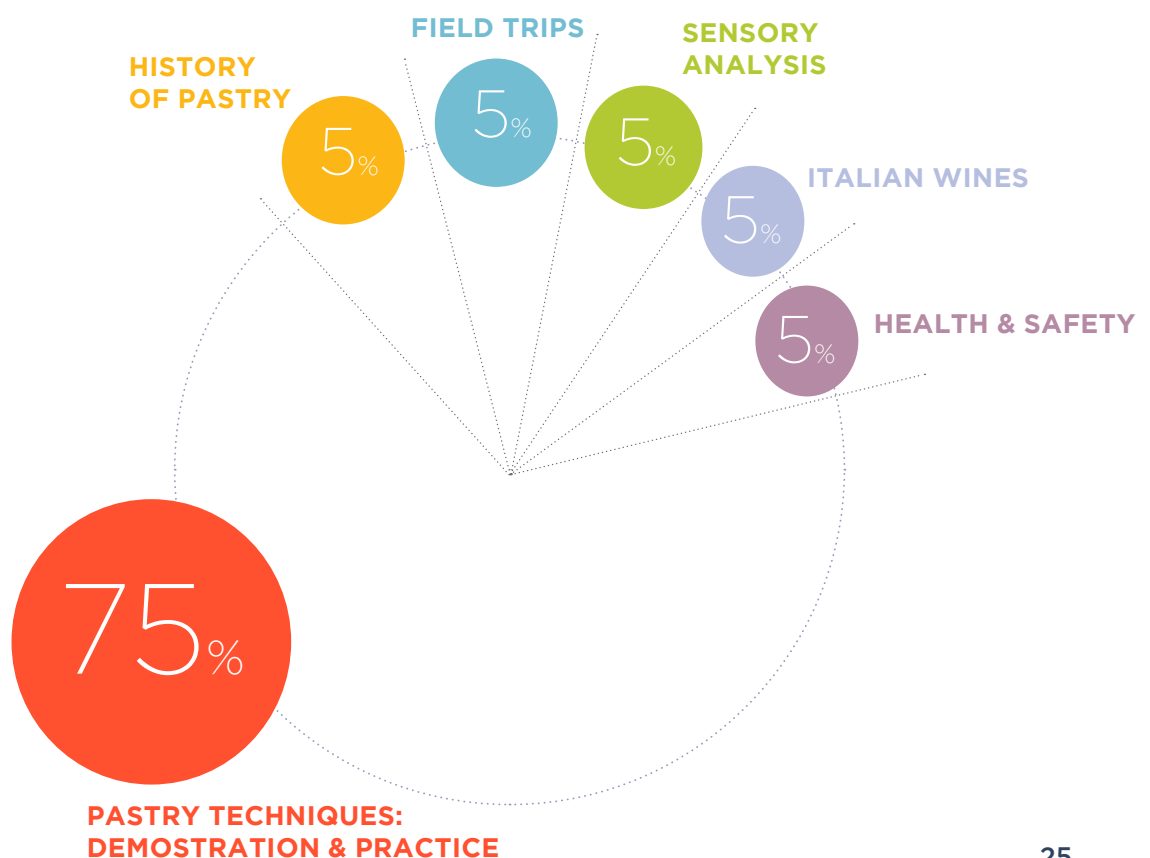 FIELD TRIPS
SENSORY
ANALYSIS
HISTORY
OF PASTRY
5%
5%
5%
ITALIAN WINES
5%
HEALTH & SAFETY
5%
75%
PASTRY TECHNIQUES:
DEMOSTRATION & PRACTICE
25